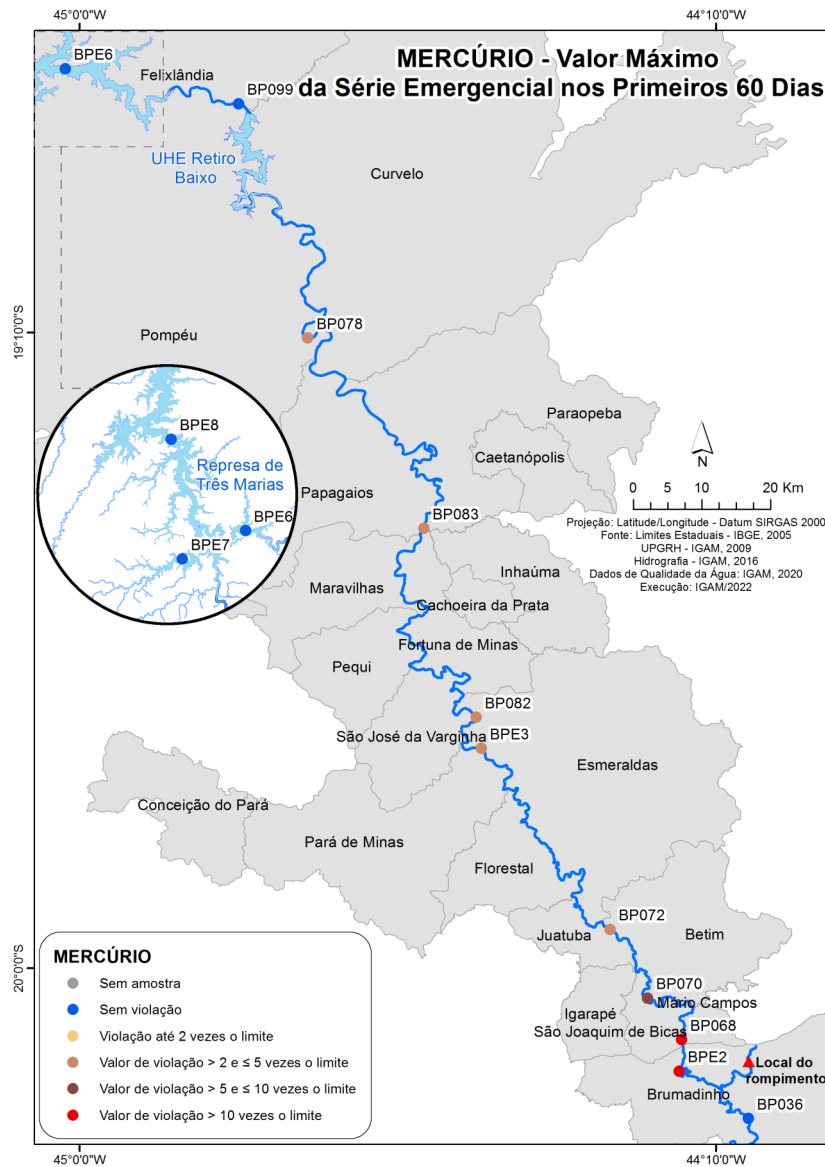 45°0'0"W
44°10'0"W
MERCÚRIO - Valor Máximo
da Série Emergencial nos Primeiros 60 Dias
BPE6
Felixlândia
BP099
UHE Retiro
Baixo
Curvelo
19°10'0"S
BP078
Pompéu
Paraopeba
BPE8
Caetanópolis
Represa de
Três Marias
N
0 5 10 20 Km
Papagaios
BP083
BPE6
BPE7
Projeção: Latitude/Longitude - Datum SIRGAS 2000
Fonte: Limites Estaduais - IBGE, 2005
UPGRH - IGAM, 2009
Hidrografia - IGAM, 2016
Dados de Qualidade da Água: IGAM, 2020
Execução: IGAM/2022
Inhaúma
Maravilhas
Cachoeira da Prata
Fortuna de Minas
Pequi
BP082
São José da Varginha
BPE3
Esmeraldas
Conceição do Pará
Pará de Minas
Florestal
BP072
Juatuba
Betim
20°0'0"S
BP070
Mário Campos
Igarapé
São Joaquim de Bicas
BP068
BPE2
Local do
rompimento
Brumadinho
BP036
MERCÚRIO
Sem amostra
Sem violação
Violação até 2 vezes o limite
Valor de violação > 2 e ≤ 5 vezes o limite
Valor de violação > 5 e ≤ 10 vezes o limite
Valor de violação > 10 vezes o limite
45°0'0"W
44°10'0"W